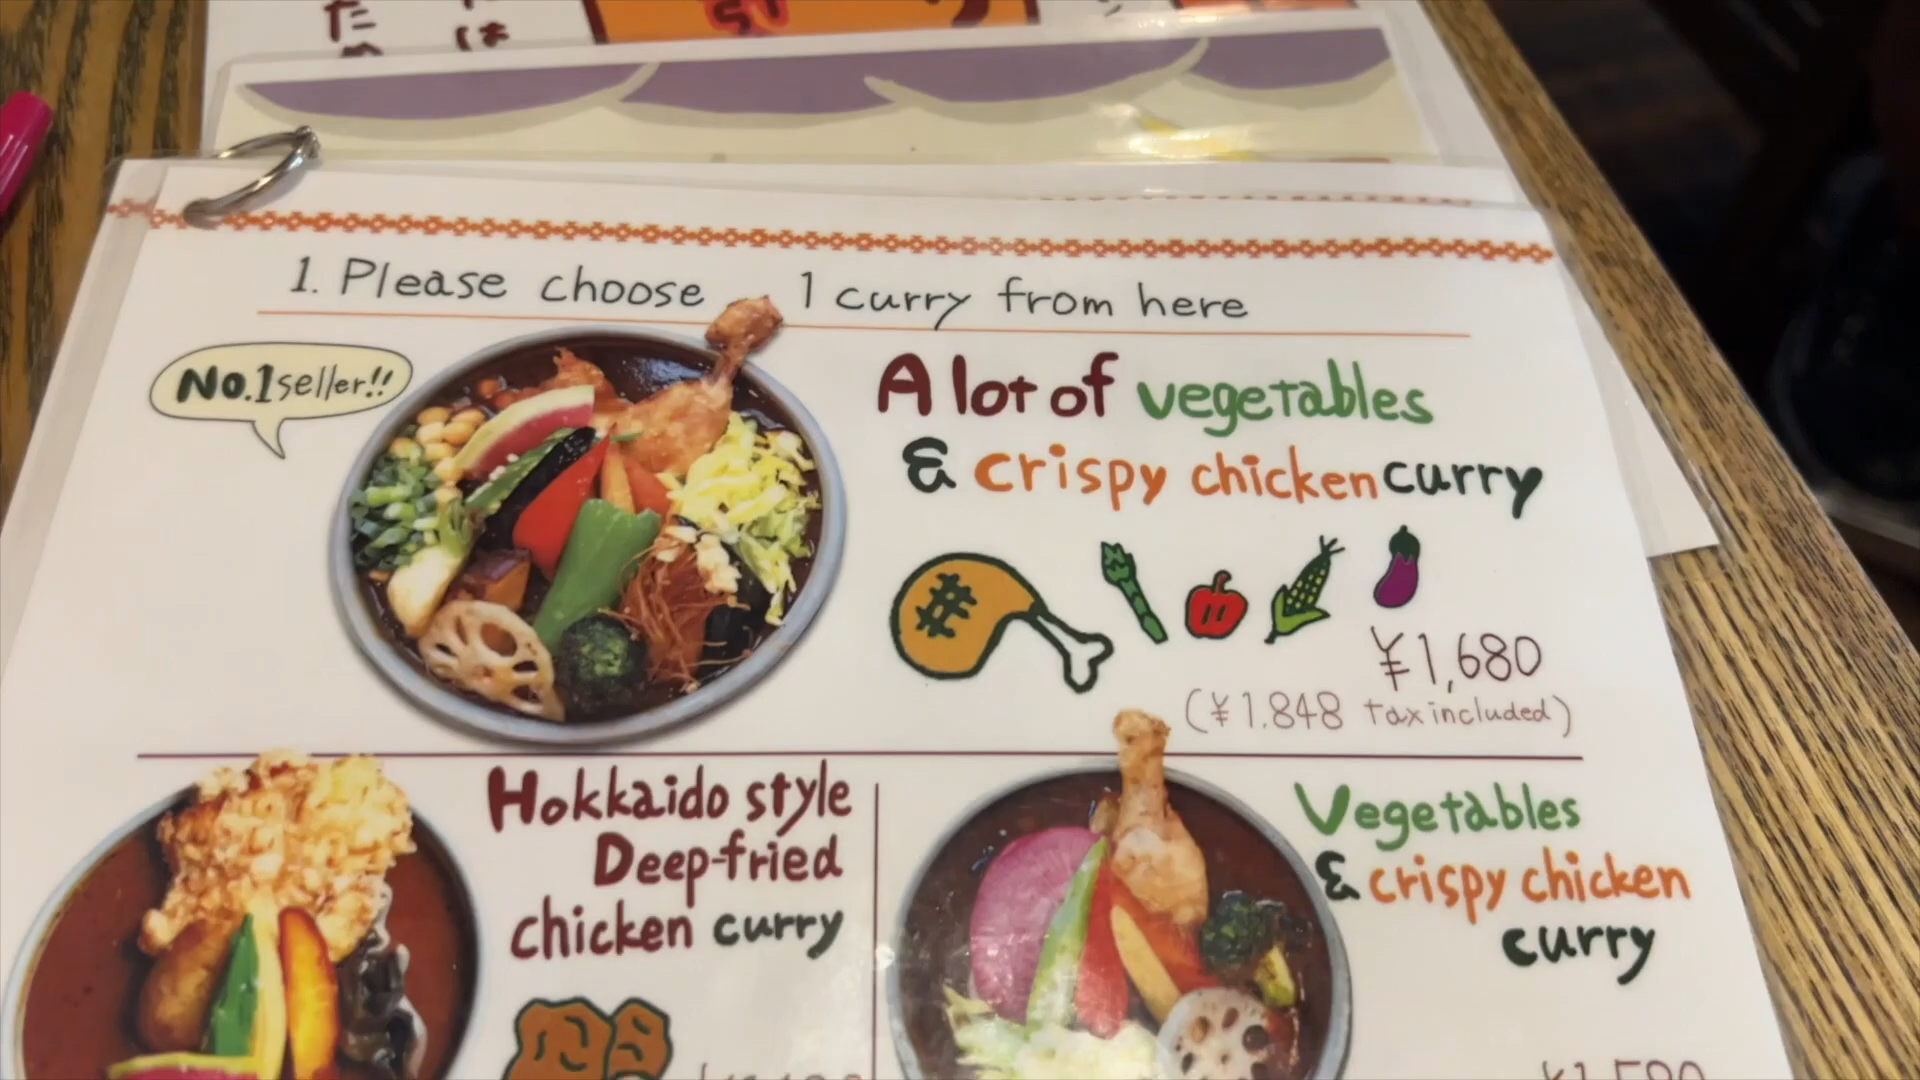 1. Please choose 1 curry from here
No.1 seller!!
A lot of vegetables
& crispy chicken curry
¥1,680
(¥1.848 tax included)
Hokkaido style
Deep-fried
chicken curry
Vegetables
& crispy chicken
curry